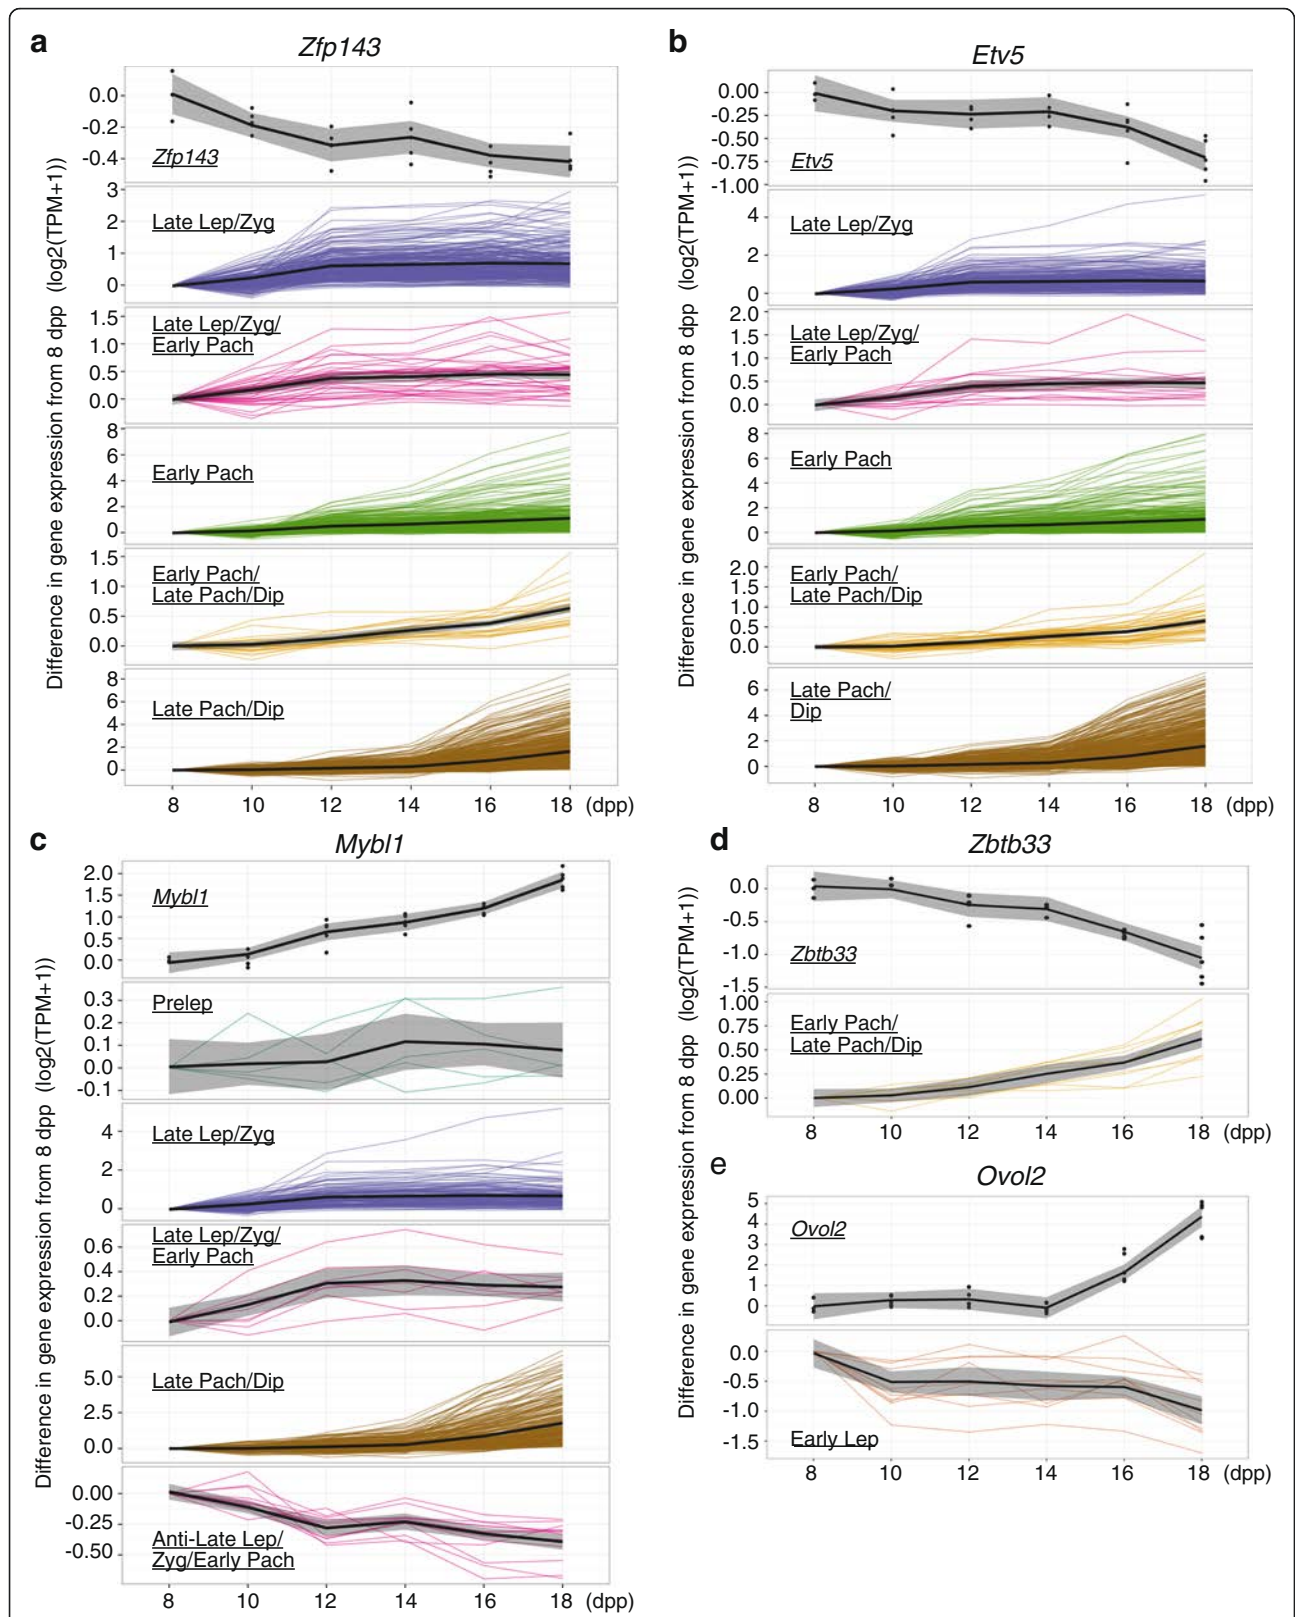 a
Zfp143
Difference in gene expression from 8 dpp (log2(TPM+1))
0.0
-0.2
-0.4
Zfp143
3
2
1
0
Late Lep/Zyg
1.5
1.0
0.5
0.0
Late Lep/Zyg/
Early Pach
8
6
4
2
0
Early Pach
1.5
1.0
0.5
0.0
Early Pach/
Late Pach/Dip
8
6
4
2
0
Late Pach/Dip
8 10 12 14 16 18 (dpp)
b
Etv5
Difference in gene expression from 8 dpp (log2(TPM+1))
0.00
-0.25
-0.50
-0.75
-1.00
Etv5
4
2
0
Late Lep/Zyg
2.0
1.5
1.0
0.5
0.0
Late Lep/Zyg/
Early Pach
8
6
4
2
0
Early Pach
2.0
1.5
1.0
0.5
0.0
Early Pach/
Late Pach/Dip
6
4
2
0
Late Pach/
Dip
8 10 12 14 16 18 (dpp)
c
Mybl1
Difference in gene expression from 8 dpp (log2(TPM+1))
2.0
1.5
1.0
0.5
0.0
Mybl1
0.3
0.2
0.1
0.0
-0.1
Prelep
4
2
0
Late Lep/Zyg
0.6
0.4
0.2
0.0
Late Lep/Zyg/
Early Pach
5.0
2.5
0.0
Late Pach/Dip
0.00
-0.25
-0.50
Anti-Late Lep/
Zyg/Early Pach
8 10 12 14 16 18 (dpp)
d
Zbtb33
Difference in gene expression from 8 dpp (log2(TPM+1))
0.0
-0.5
-1.0
-1.5
Zbtb33
1.00
0.75
0.50
0.25
0.00
Early Pach/
Late Pach/Dip
8 10 12 14 16 18 (dpp)
e
Ovol2
5
4
3
2
1
0
Ovol2
0.0
-0.5
-1.0
-1.5
Early Lep
8 10 12 14 16 18 (dpp)